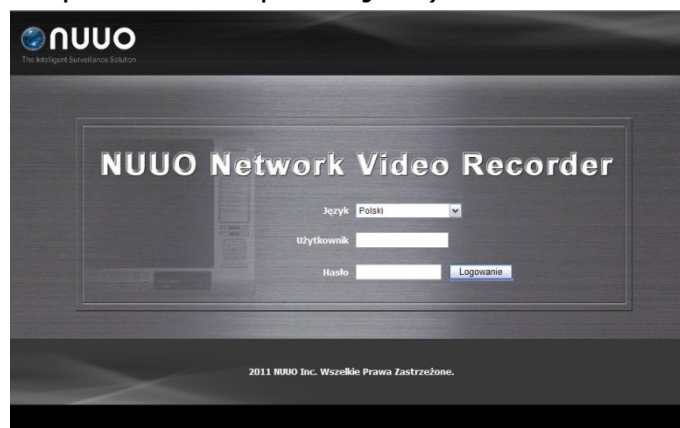 NUUO
The Intelligent Surveillance Solution
NUUO Network Video Recorder
Język Polski
Użytkownik
Hasło Logowanie
2011 NUUO Inc. Wszelkie Prawa Zastrzeżone.